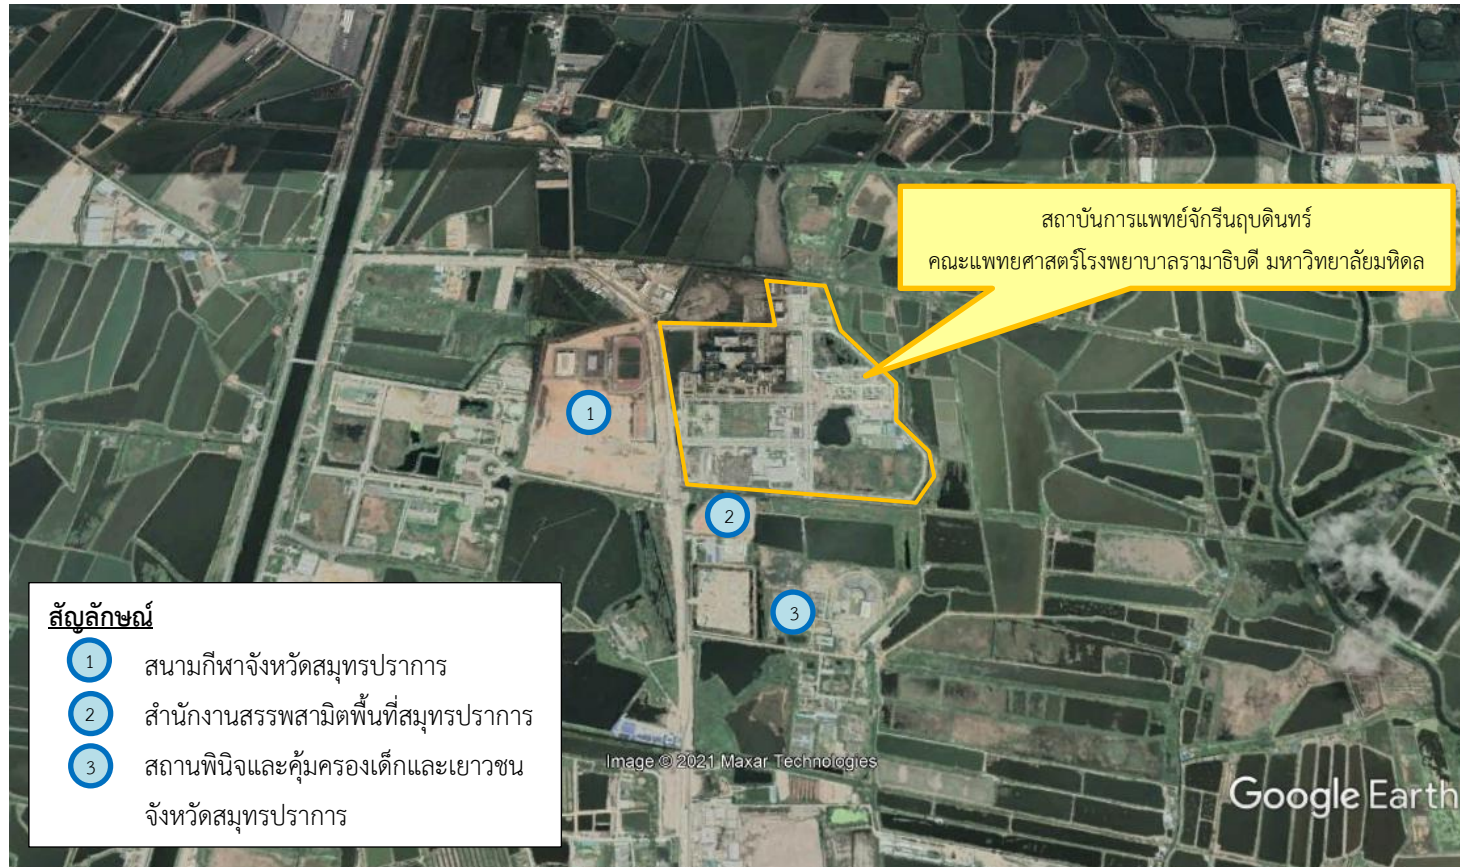 สถาบันการแพทย์จักรีนฤบดินทร์
คณะแพทยศาสตร์โรงพยาบาลรามาธิบดี มหาวิทยาลัยมหิดล
1
2
3
สัญลักษณ์
1 สนามกีฬาจังหวัดสมุทรปราการ
2 สำนักงานสรรพสามิตพื้นที่สมุทรปราการ
3 สถานพินิจและคุ้มครองเด็กและเยาวชน
จังหวัดสมุทรปราการ
Image © 2021 Maxar Technologies
Google Earth